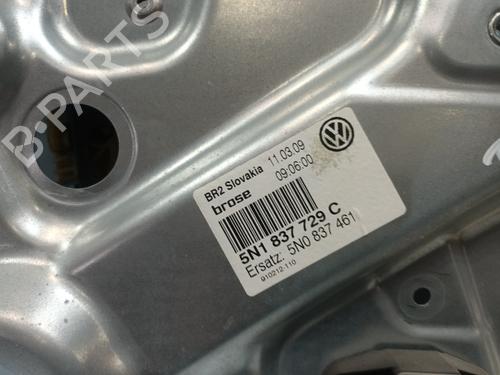 B-PARTS
BR2 Slovakia 11.03.09
brose 09:06:00
5N1 837 729 C
Ersatz: 5N0 837 461
910212-110